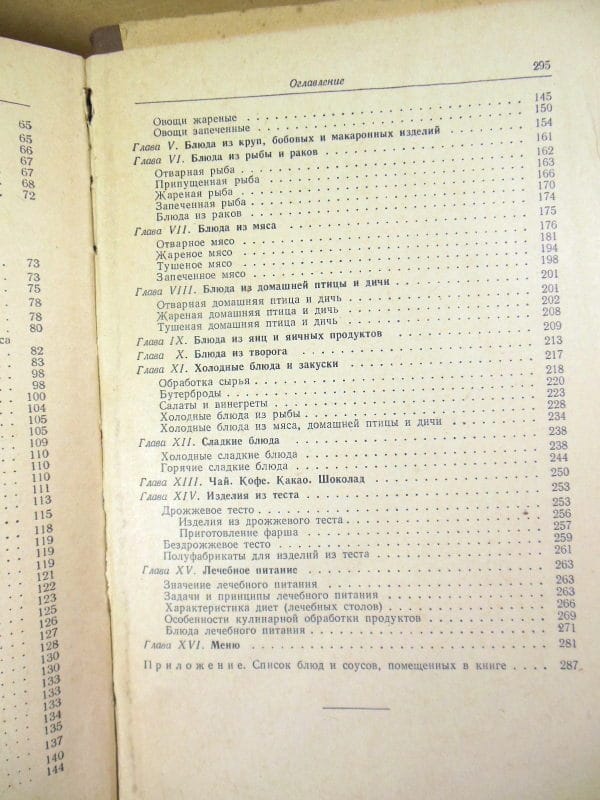 65
65
66
67
67
68
72
73
73
75
78
78
80
са
82
83
98
98
100
104
105
105
109
110
110
110
111
113
115
118
119
119
119
121
122
123
125
126
127
128
130
130
133
133
133
134
135
137
140
144
Оглавление 295
Овощи жареные 145
Овощи запеченные 150
Глава V. Блюда из круп, бобовых и макаронных изделий 154
Глава VI. Блюда из рыбы и раков 161
Отварная рыба 162
Припущенная рыба 163
Жареная рыба 166
Запеченная рыба 170
Блюда из раков 174
Глава VII. Блюда из мяса 175
Отварное мясо 176
Жареное мясо 181
Тушеное мясо 194
Запеченное мясо 198
Глава VIII. Блюда из домашней птицы и дичи 201
Отварная домашняя птица и дичь 201
Жареная домашняя птица и дичь 202
Тушеная домашняя птица и дичь 208
Глава IX. Блюда из яиц и яичных продуктов 209
Глава X. Блюда из творога 213
Глава XI. Холодные блюда и закуски 217
Обработка сырья 218
Бутерброды 220
Салаты и винегреты 223
Холодные блюда из рыбы 228
Холодные блюда из мяса, домашней птицы и дичи 234
Глава XII. Сладкие блюда 238
Холодные сладкие блюда 238
Горячие сладкие блюда 244
Глава XIII. Чай. Кофе. Какао. Шоколад 250
Глава XIV. Изделия из теста 253
Дрожжевое тесто 253
Изделия из дрожжевого теста 256
Приготовление фарша 257
Бездрожжевое тесто 259
Полуфабрикаты для изделий из теста 261
Глава XV. Лечебное питание 263
Значение лечебного питания 263
Задачи и принципы лечебного питания 263
Характеристика диет (лечебных столов) 266
Особенности кулинарной обработки продуктов 269
Блюда лечебного питания 271
Глава XVI. Меню 281
Приложение. Список блюд и соусов, помещенных в книге 287